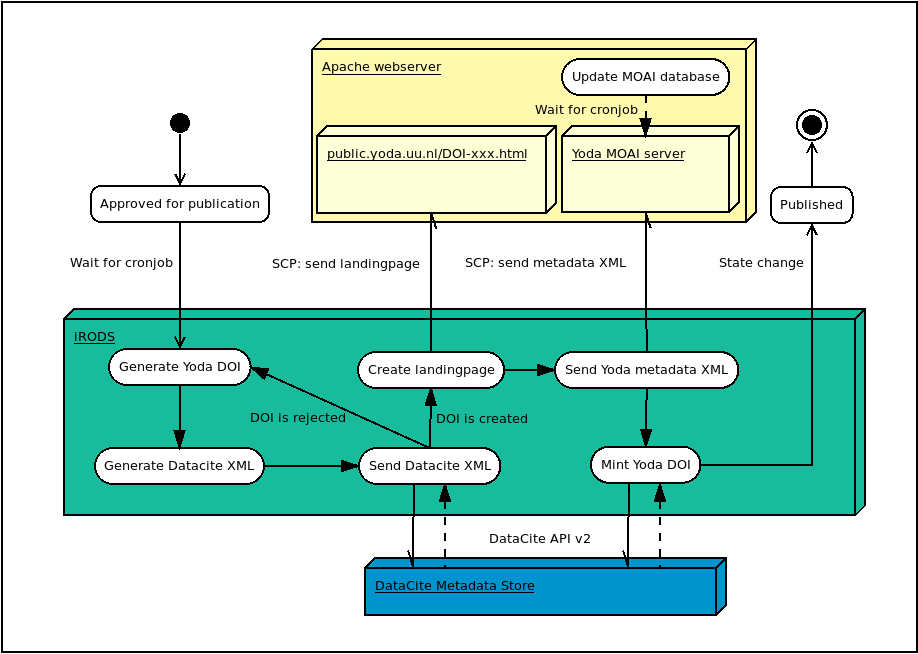 Apache webserver
Update MOAI database
Wait for cronjob
public.yoda.uu.nl/DOI-xxx.html
Yoda MOAI server
Approved for publication
Published
Wait for cronjob
SCP: send landingpage
SCP: send metadata XML
State change
iRODS
Generate Yoda DOI
Create landingpage
Send Yoda metadata XML
DOI is rejected
DOI is created
Generate Datacite XML
Send Datacite XML
Mint Yoda DOI
DataCite API v2
DataCite Metadata Store